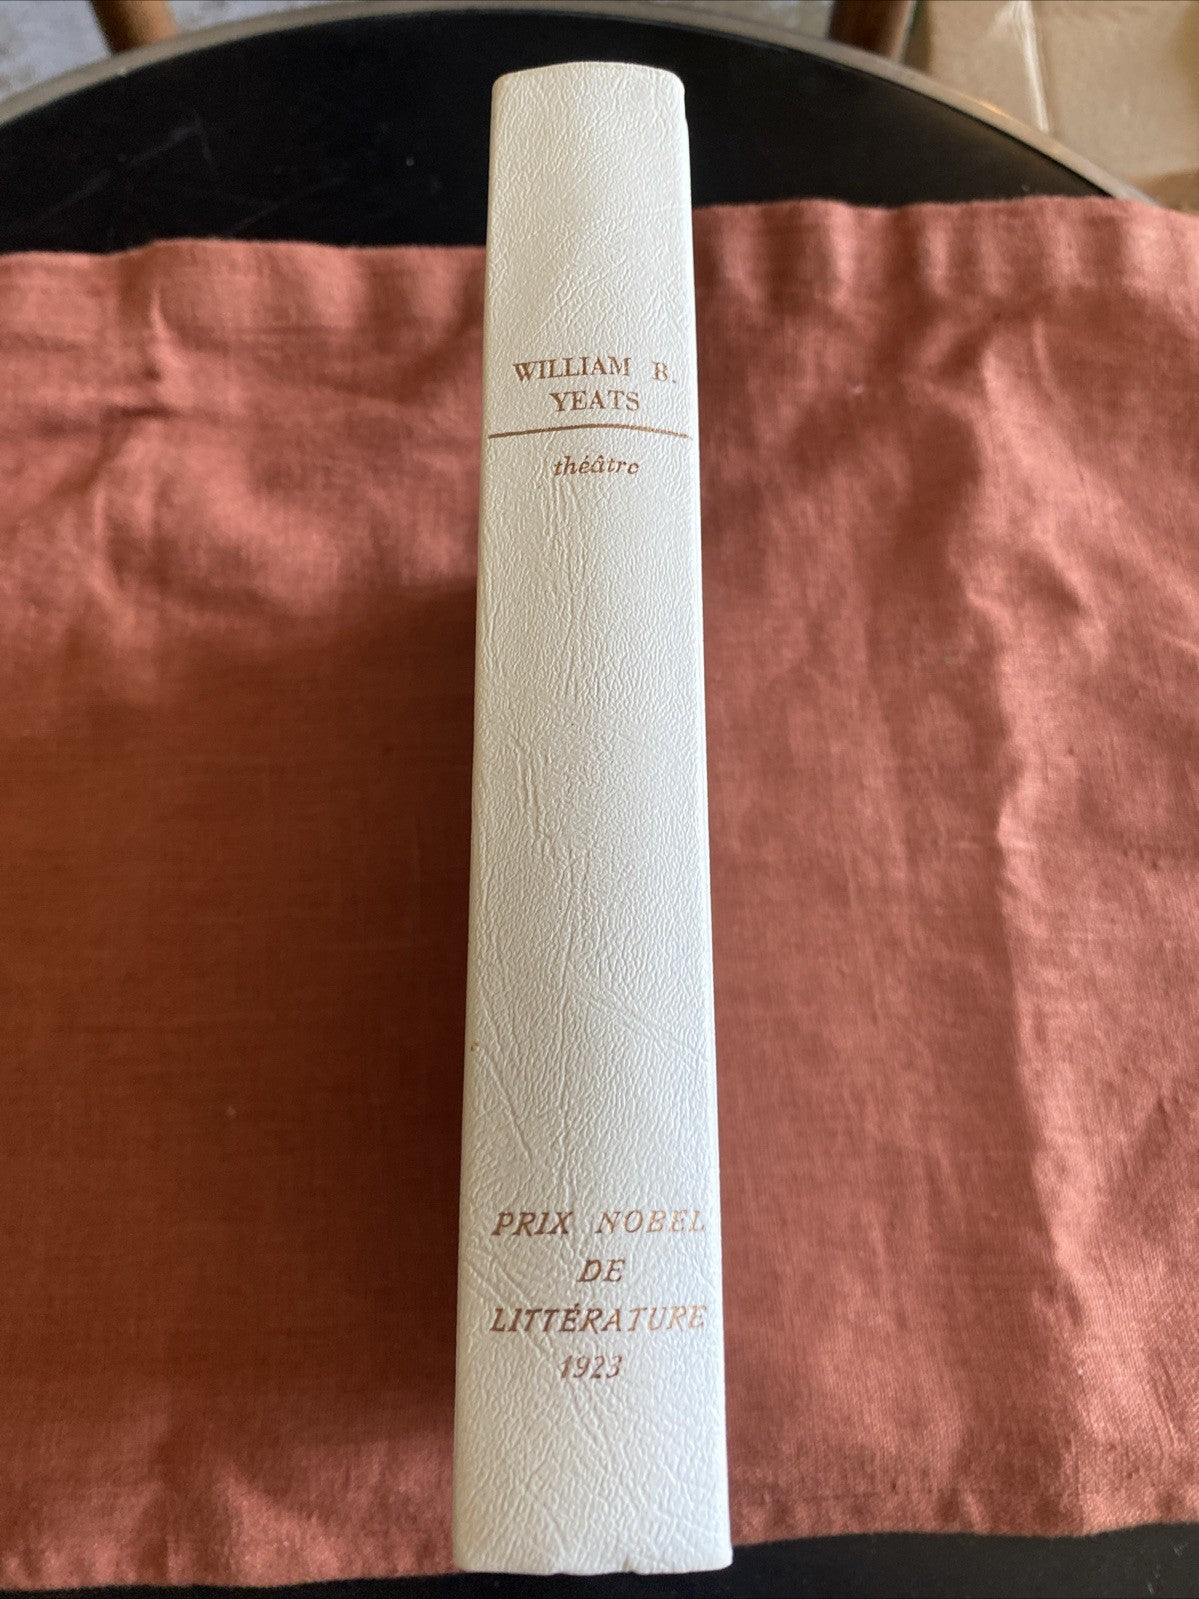 WILLIAM B.
YEATS
théâtre
PRIX NOBEL
DE
LITTÉRATURE
1923